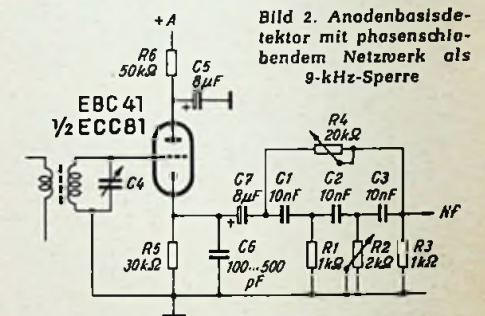 +A
Bild 2. Anodenbasisde-
tektor mit phasenschie-
bendem Netzwerk als
9-kHz-Sperre
R6
50kΩ
C5
8µF
+
EBC 41
½ECC81
R4
20kΩ
C4
C7
8µF
+
C1
10nF
C2
10nF
C3
10nF
Nf
R5
30kΩ
C6
100...500
pF
R1
1kΩ
R2
2kΩ
R3
1kΩ